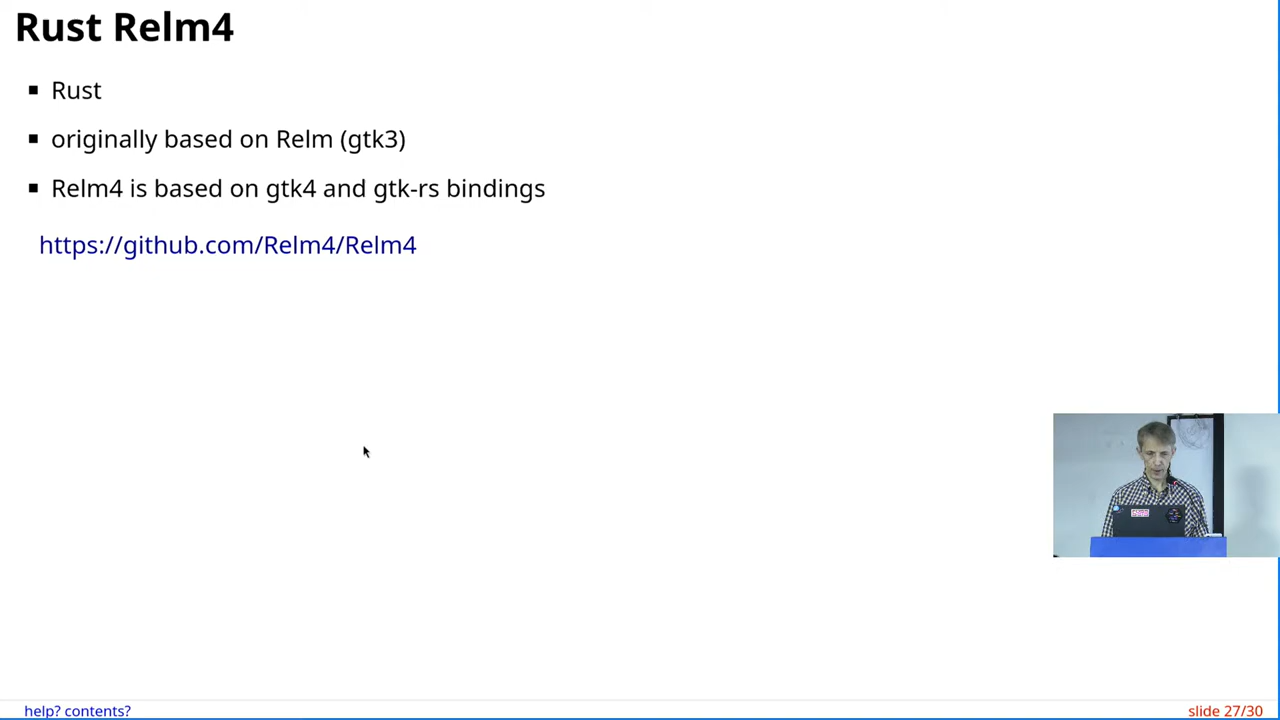 Rust Relm4
Rust
originally based on Relm (gtk3)
Relm4 is based on gtk4 and gtk-rs bindings
https://github.com/Relm4/Relm4
help? contents?
slide 27/30